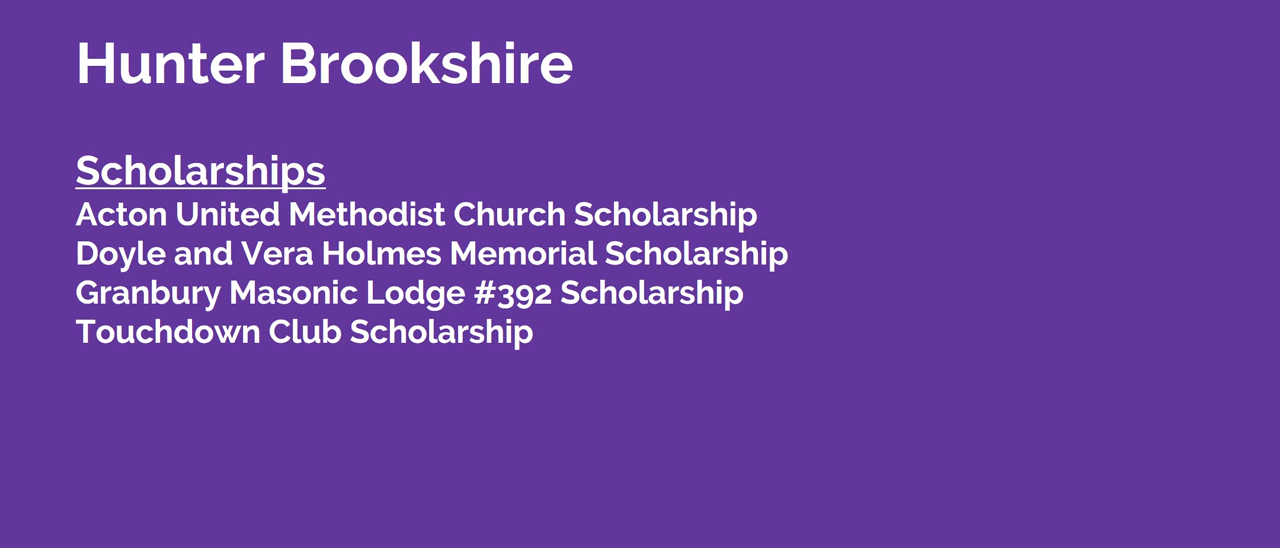 Hunter Brookshire
Scholarships
Acton United Methodist Church Scholarship
Doyle and Vera Holmes Memorial Scholarship
Granbury Masonic Lodge #392 Scholarship
Touchdown Club Scholarship